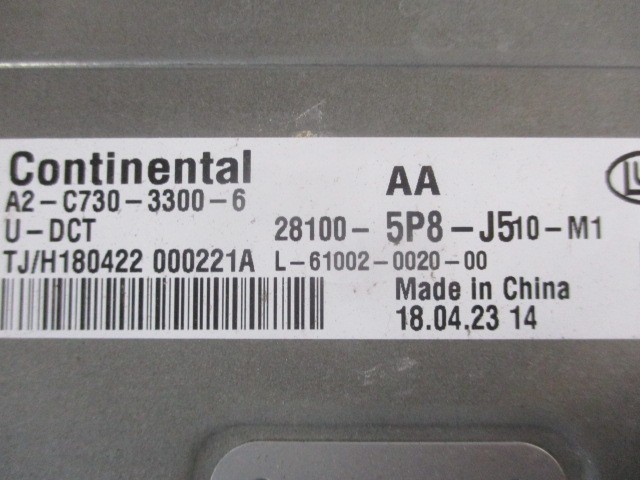 Continental
AA
A2-C730-3300-6
U-DCT
28100-5P8-J510-M1
TJ/H180422 000221A L-61002-0020-00
Made in China
18.04.23 14